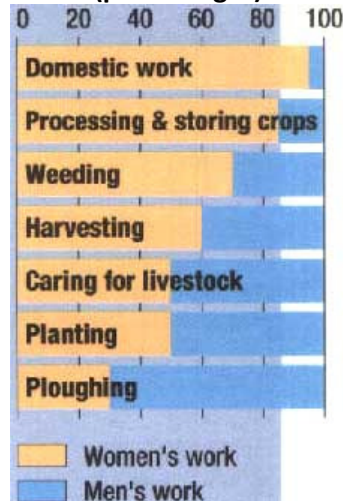 0 20 40 60 80 100
Domestic work
Processing & storing crops
Weeding
Harvesting
Caring for livestock
Planting
Ploughing
Women's work
Men's work